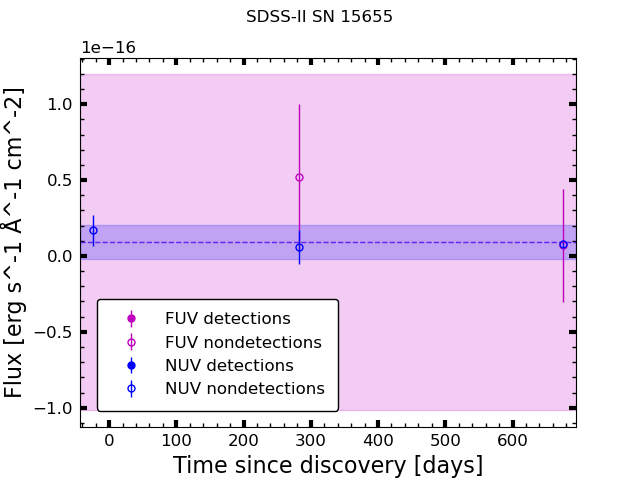 SDSS-II SN 15655
1e−16
Flux [erg s^-1 Å^-1 cm^-2]
1.0
0.5
0.0
−0.5
−1.0
FUV detections
FUV nondetections
NUV detections
NUV nondetections
0 100 200 300 400 500 600
Time since discovery [days]